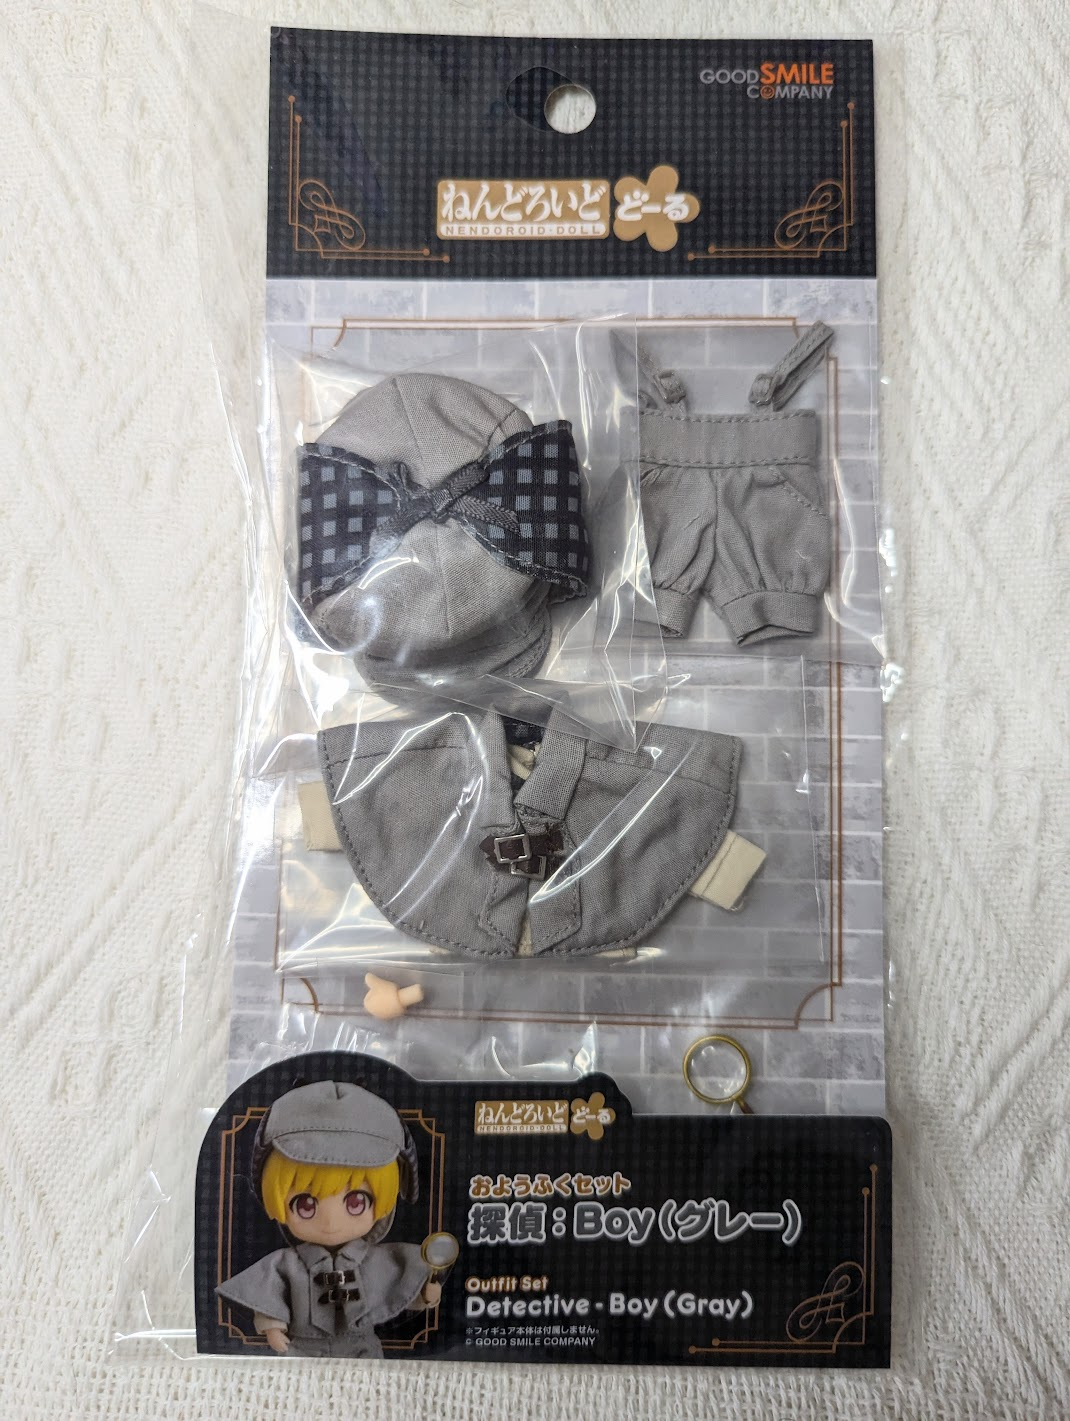 GOOD SMILE
COMPANY
ねんどろいど どーる
NENDOROID・DOLL
ねんどろいど どーる
NENDOROID・DOLL
おようふくセット
探偵：Boy（グレー）
Outfit Set
Detective - Boy (Gray)
※フィギュア本体は付属しません。
© GOOD SMILE COMPANY